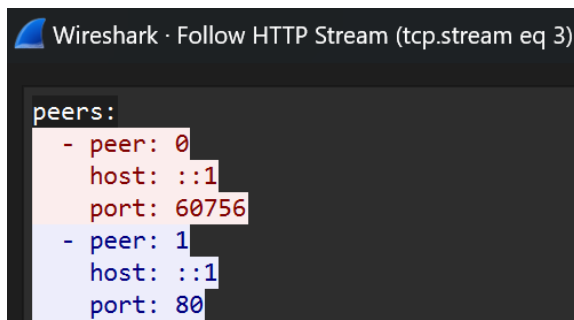 Wireshark · Follow HTTP Stream (tcp.stream eq 3)
peers:
  - peer: 0
    host: ::1
    port: 60756
  - peer: 1
    host: ::1
    port: 80